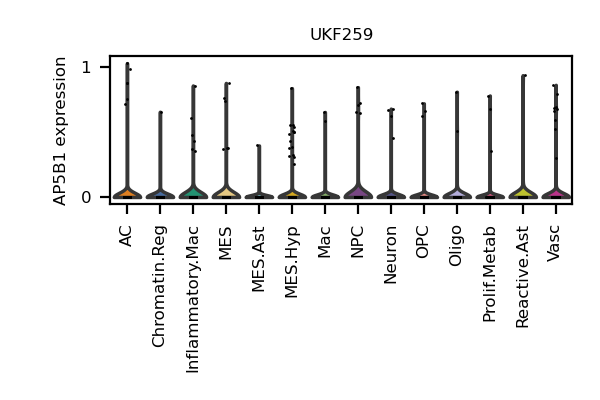 UKF259
AP5B1 expression
1
0
AC
Chromatin.Reg
Inflammatory.Mac
MES
MES.Ast
MES.Hyp
Mac
NPC
Neuron
OPC
Oligo
Prolif.Metab
Reactive.Ast
Vasc